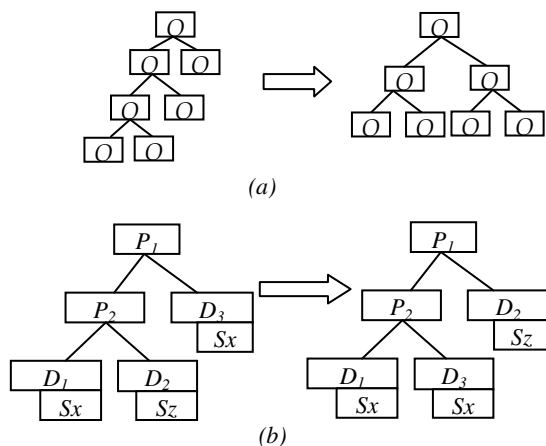 O
O O
O O
O O
O
O O
O O O O
(a)
P1
P2 D3
Sx
D1 D2
Sx Sz
P1
P2 D2
Sz
D1 D3
Sx Sx
(b)